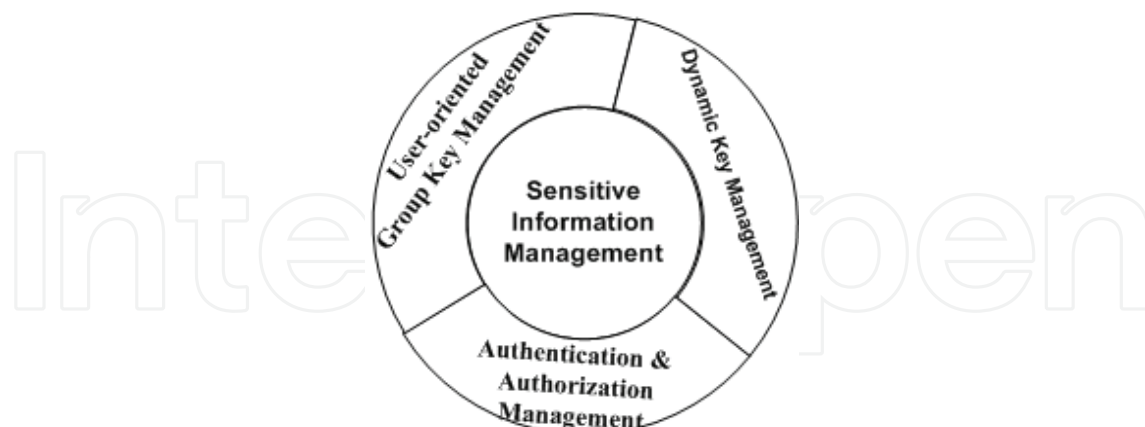 User-oriented
Group Key Management
Dynamic Key Management
Sensitive
Information
Management
Authentication &
Authorization
Management